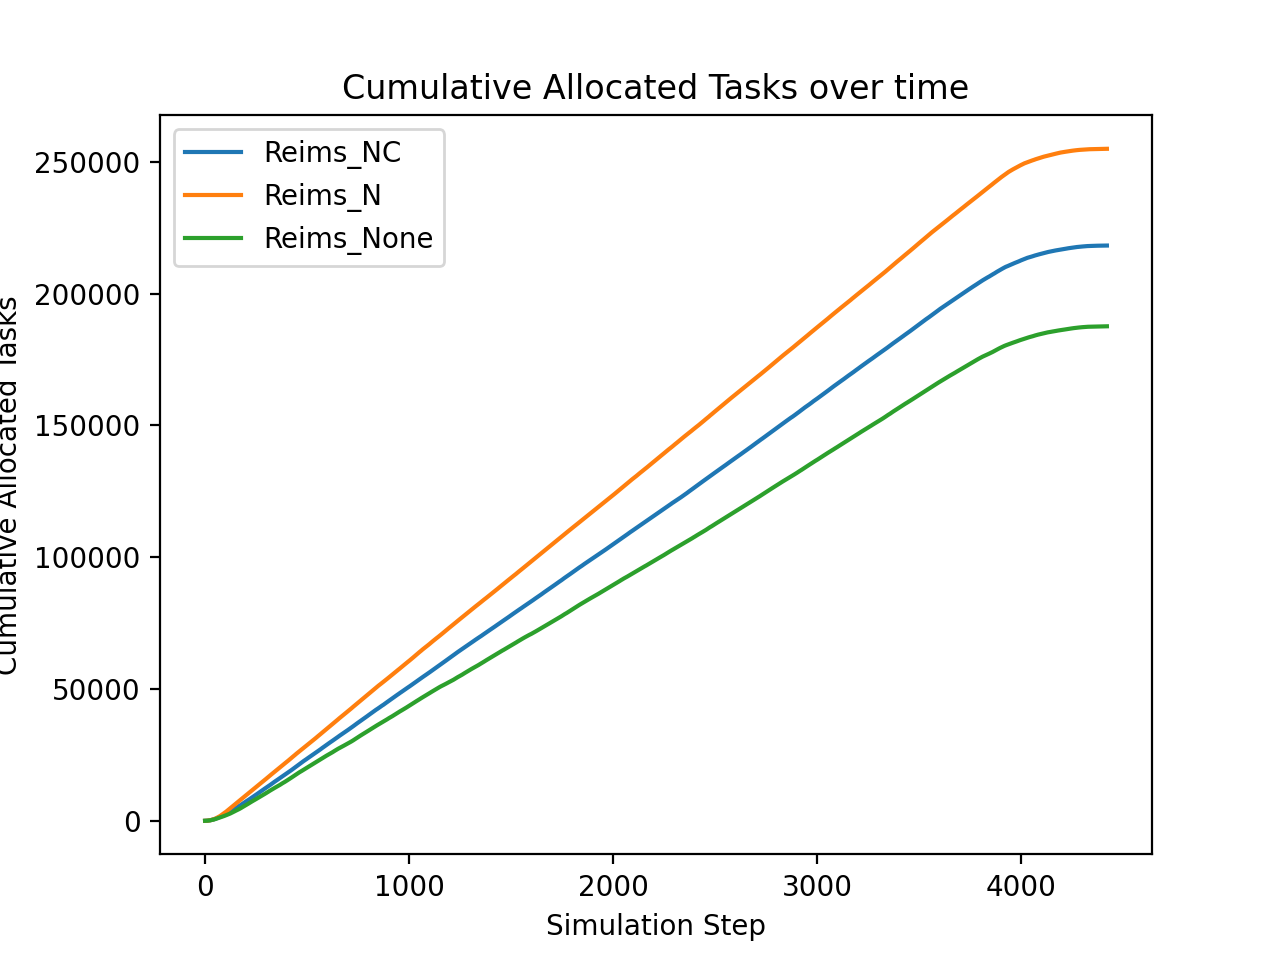 Cumulative Allocated Tasks over time
Reims_NC
Reims_N
Reims_None
250000
200000
150000
100000
50000
0
Cumulative Allocated Tasks
0 1000 2000 3000 4000
Simulation Step